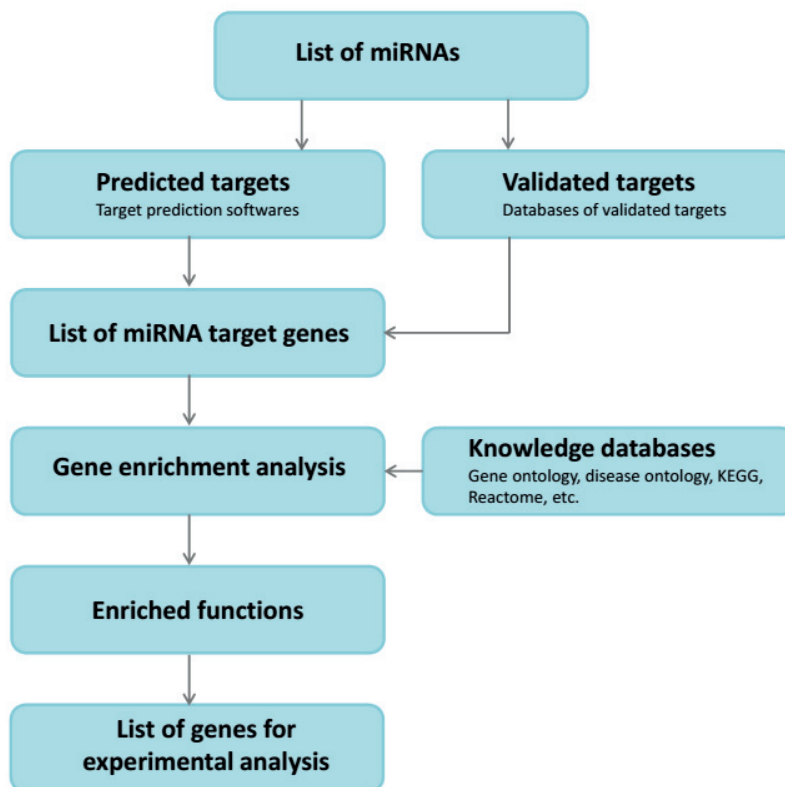 List of miRNAs
Predicted targets
Target prediction softwares
Validated targets
Databases of validated targets
List of miRNA target genes
Gene enrichment analysis
Knowledge databases
Gene ontology, disease ontology, KEGG,
Reactome, etc.
Enriched functions
List of genes for
experimental analysis